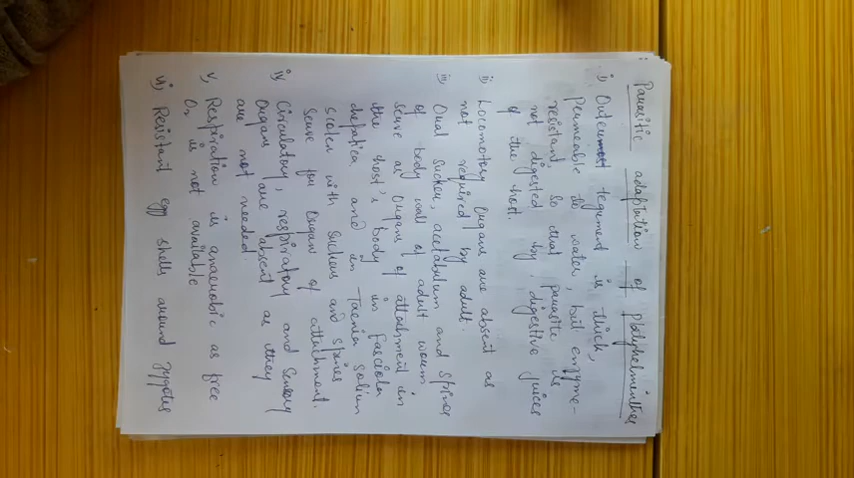 Parasitic adaptation of platyhelminthes
i) Outermost tegument is thick,
permeable to water, but enzyme-
resistant so that parasite is
not digested by digestive juices
of the host.
ii) Locomotory organs are absent as
not required by adult.
iii) Oral sucker, acetabulum and spines
of body wall of adult worm
serve as organs of attachment in
the host's body in Fasciola
hepatica and in Taenia solium
scolex with suckers and spines
serve for organ of attachment.
iv) Circulatory, respiratory and sensory
organs are absent as they
are not needed.
v) Respiration is anaerobic as free
O₂ is not available
vi) Resistant egg shells around zygotes